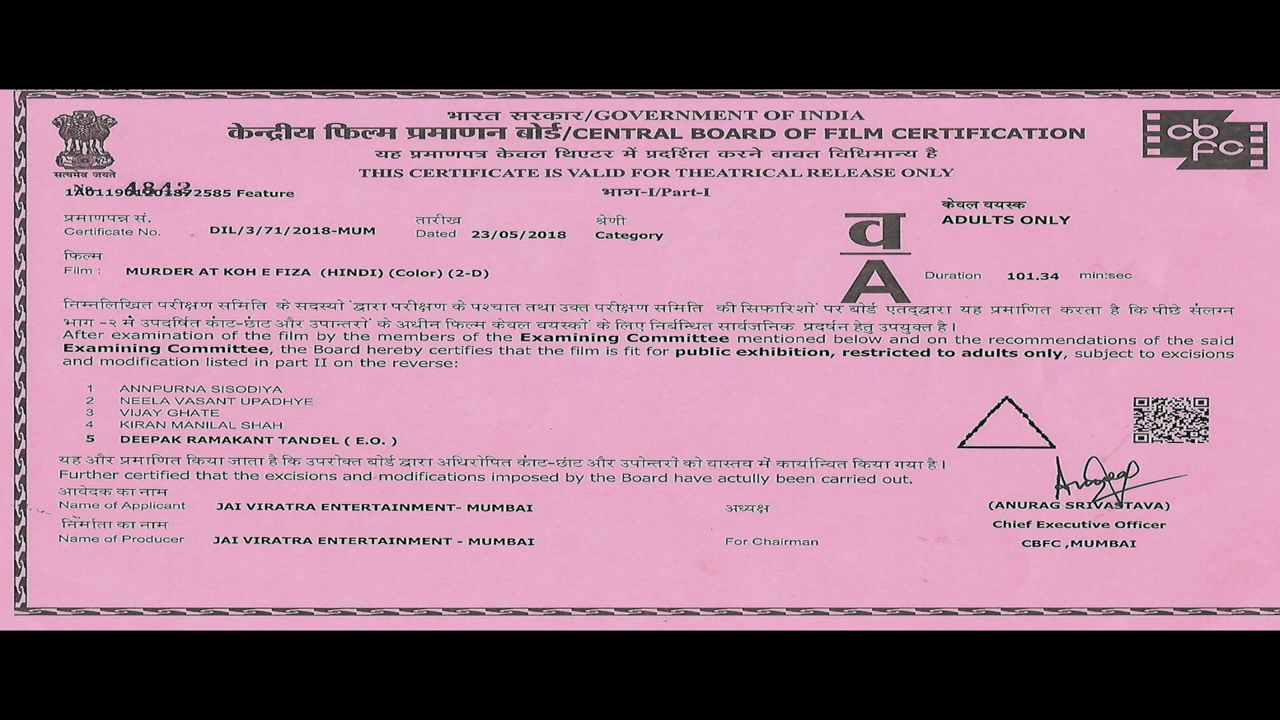 भारत सरकार/GOVERNMENT OF INDIA
केन्द्रीय फिल्म प्रमाणन बोर्ड/CENTRAL BOARD OF FILM CERTIFICATION
cb
fc
यह प्रमाणपत्र केवल थिएटर में प्रदर्शित करने बाबत विधिमान्य है
सत्यमेव जयते
THIS CERTIFICATE IS VALID FOR THEATRICAL RELEASE ONLY
No 4842
Feature
भाग-I/Part-I
केवल वयस्क
ADULTS ONLY
प्रमाणपत्र सं. तारीख श्रेणी
Certificate No. DIL/3/71/2018-MUM Dated 23/05/2018 Category
व
A
फिल्म
Film : MURDER AT KOH E FIZA (HINDI) (Color) (2-D) Duration 101.34 min:sec
निम्नलिखित परीक्षण समिति के सदस्यों द्वारा परीक्षण के पश्चात तथा उक्त परीक्षण समिति की सिफारिशों पर बोर्ड एतद्द्वारा यह प्रमाणित करता है कि पीछे संलग्न
भाग -२ में उपदर्षित कांट-छांट और उपान्तरों के अधीन फिल्म केवल वयस्कों के लिए निर्बन्धित सार्वजनिक प्रदर्षन हेतु उपयुक्त है।
After examination of the film by the members of the Examining Committee mentioned below and on the recommendations of the said
Examining Committee, the Board hereby certifies that the film is fit for public exhibition, restricted to adults only, subject to excisions
and modification listed in part II on the reverse:
1 ANNPURNA SISODIYA
2 NEELA VASANT UPADHYE
3 VIJAY GHATE
4 KIRAN MANILAL SHAH
5 DEEPAK RAMAKANT TANDEL ( E.O. )
यह और प्रमाणित किया जाता है कि उपरोक्त बोर्ड द्वारा अधिरोपित कांट-छांट और उपोन्तरों को वास्तव में कार्यान्वित किया गया है।
Further certified that the excisions and modifications imposed by the Board have actully been carried out.
आवेदक का नाम
Name of Applicant JAI VIRATRA ENTERTAINMENT- MUMBAI
अध्यक्ष
(ANURAG SRIVASTAVA)
निर्माता का नाम
Chief Executive Officer
Name of Producer JAI VIRATRA ENTERTAINMENT - MUMBAI
For Chairman
CBFC ,MUMBAI